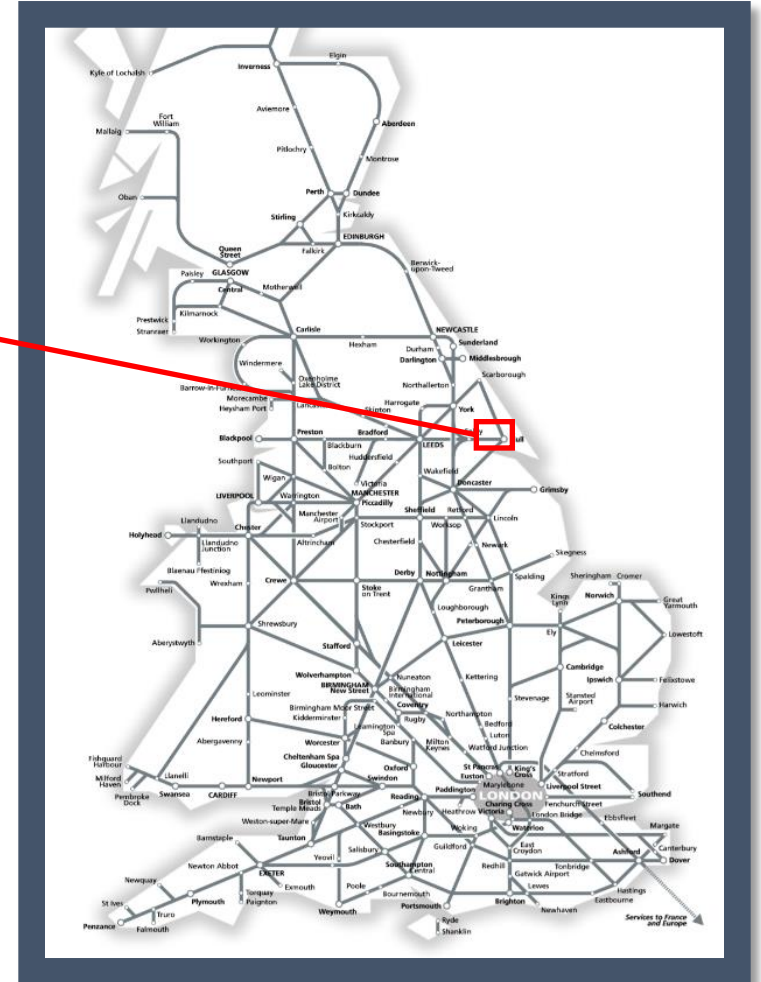 Elgin
Inverness
Kyle of Lochalsh
Aviemore
Fort
William
Aberdeen
Mallaig
Pitlochry
Montrose
Perth
Dundee
Oban
Stirling
Kirkcaldy
EDINBURGH
Queen
Street
Falkirk
Berwick-
upon-Tweed
Paisley
GLASGOW
Central
Motherwell
Prestwick
Kilmarnock
Stranraer
Carlisle
NEWCASTLE
Workington
Hexham
Sunderland
Durham
Darlington
Middlesbrough
Windermere
Scarborough
Oxenholme
Lake District
Northallerton
Morecambe
Harrogate
Heysham Port
Skipton
York
Blackpool
Preston
Bradford
LEEDS
Blackburn
Huddersfield
Southport
Bolton
Wakefield
Wigan
Victoria
Doncaster
MANCHESTER
Piccadilly
LIVERPOOL
Warrington
Grimsby
Manchester
Airport
Sheffield
Retford
Llandudno
Stockport
Worksop
Lincoln
Holyhead
Chester
Llandudno
Junction
Altrincham
Chesterfield
Newark
Skegness
Blaenau Ffestiniog
Derby
Nottingham
Sheringham
Cromer
Pwllheli
Wrexham
Crewe
Stoke
on Trent
Grantham
Spalding
Kings
Lynn
Norwich
Great
Yarmouth
Loughborough
Peterborough
Shrewsbury
Ely
Lowestoft
Aberystwyth
Stafford
Leicester
Wolverhampton
Cambridge
BIRMINGHAM
New Street
Nuneaton
Kettering
Ipswich
Felixstowe
Leominster
Birmingham
International
Stansted
Airport
Birmingham Moor Street
Coventry
Stevenage
Harwich
Hereford
Kidderminster
Rugby
Northampton
Leamington
Spa
Bedford
Colchester
Abergavenny
Worcester
Banbury
Milton
Keynes
Luton
Watford Junction
Chelmsford
Fishguard
Harbour
Cheltenham Spa
Gloucester
Oxford
St Pancras
King's
Cross
Milford
Haven
Llanelli
Swindon
Euston
Stratford
Newport
Marylebone
Pembroke
Dock
Swansea
CARDIFF
Bristol Parkway
Reading
Paddington
LONDON
Liverpool Street
Southend
Bristol
Temple Meads
Bath
Charing Cross
Fenchurch Street
Newbury
Heathrow
Victoria
London Bridge
Ebbsfleet
Weston-super-Mare
Westbury
Waterloo
Margate
Barnstaple
Taunton
Basingstoke
Woking
East
Croydon
Salisbury
Guildford
Canterbury
Newton Abbot
Yeovil
Southampton
Central
Redhill
Tonbridge
Ashford
Dover
EXETER
Gatwick Airport
Newquay
Exmouth
Poole
Lewes
Hastings
Torquay
Paignton
Bournemouth
Eastbourne
St Ives
Plymouth
Weymouth
Portsmouth
Brighton
Newhaven
Truro
Penzance
Falmouth
Ryde
Shanklin
Services to France
and Europe